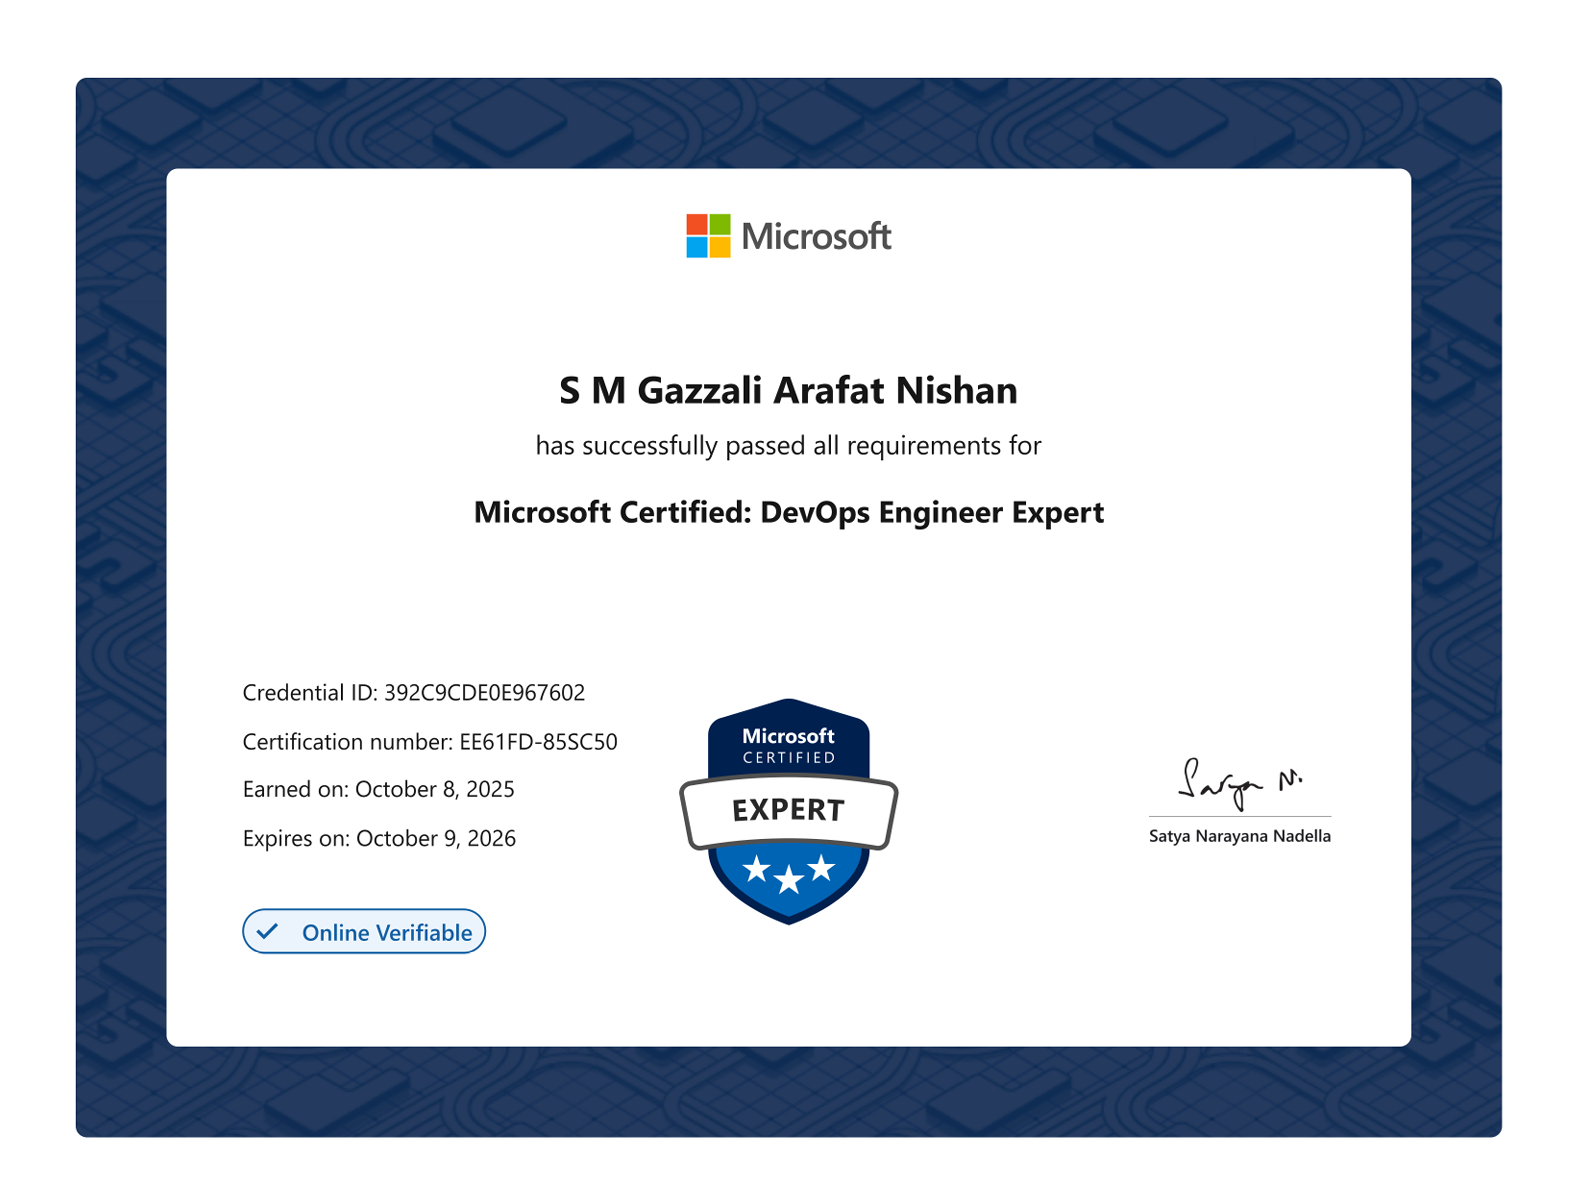 Microsoft
S M Gazzali Arafat Nishan
has successfully passed all requirements for
Microsoft Certified: DevOps Engineer Expert
Credential ID: 392C9CDE0E967602
Certification number: EE61FD-85SC50
Earned on: October 8, 2025
Expires on: October 9, 2026
Online Verifiable
Microsoft
CERTIFIED
EXPERT
Satya N.
Satya Narayana Nadella